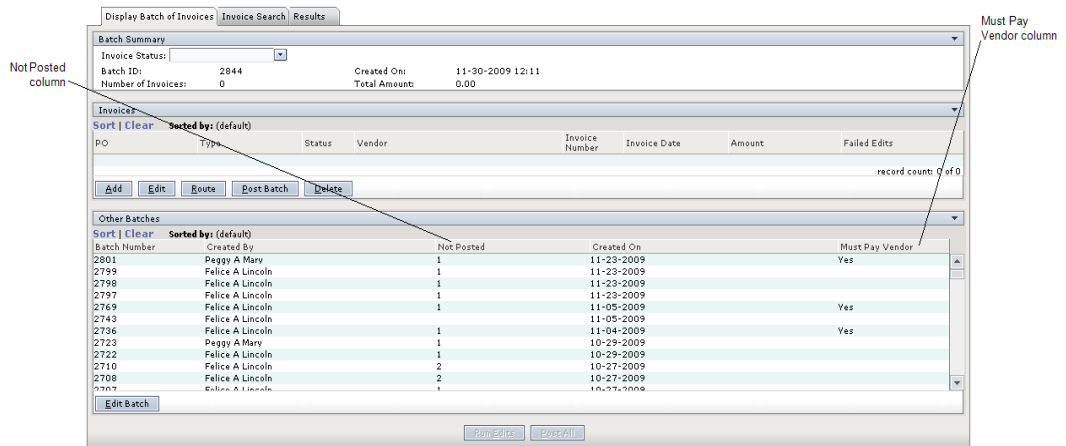 Display Batch of Invoices Invoice Search Results
Must Pay
Vendor column
Batch Summary
Invoice Status:
Batch ID: 2844 Created On: 11-30-2009 12:11
Number of Invoices: 0 Total Amount: 0.00
Not Posted
column
Invoices
Sort | Clear Sorted by: (default)
PO Type Status Vendor Invoice Number Invoice Date Amount Failed Edits
record count: 0 of 0
Add Edit Route Post Batch Delete
Other Batches
Sort | Clear Sorted by: (default)
Batch Number Created By Not Posted Created On Must Pay Vendor
2801 Peggy A Mary 1 11-23-2009 Yes
2799 Felice A Lincoln 1 11-23-2009
2798 Felice A Lincoln 1 11-23-2009
2797 Felice A Lincoln 1 11-23-2009
2769 Felice A Lincoln 1 11-05-2009 Yes
2743 Felice A Lincoln 11-05-2009
2736 Felice A Lincoln 1 11-04-2009 Yes
2723 Peggy A Mary 10-29-2009
2722 Felice A Lincoln 1 10-29-2009
2710 Felice A Lincoln 2 10-27-2009
2708 Felice A Lincoln 2 10-27-2009
2707 Felice A Lincoln 1 10-27-2009
Edit Batch
Run Edits Post All